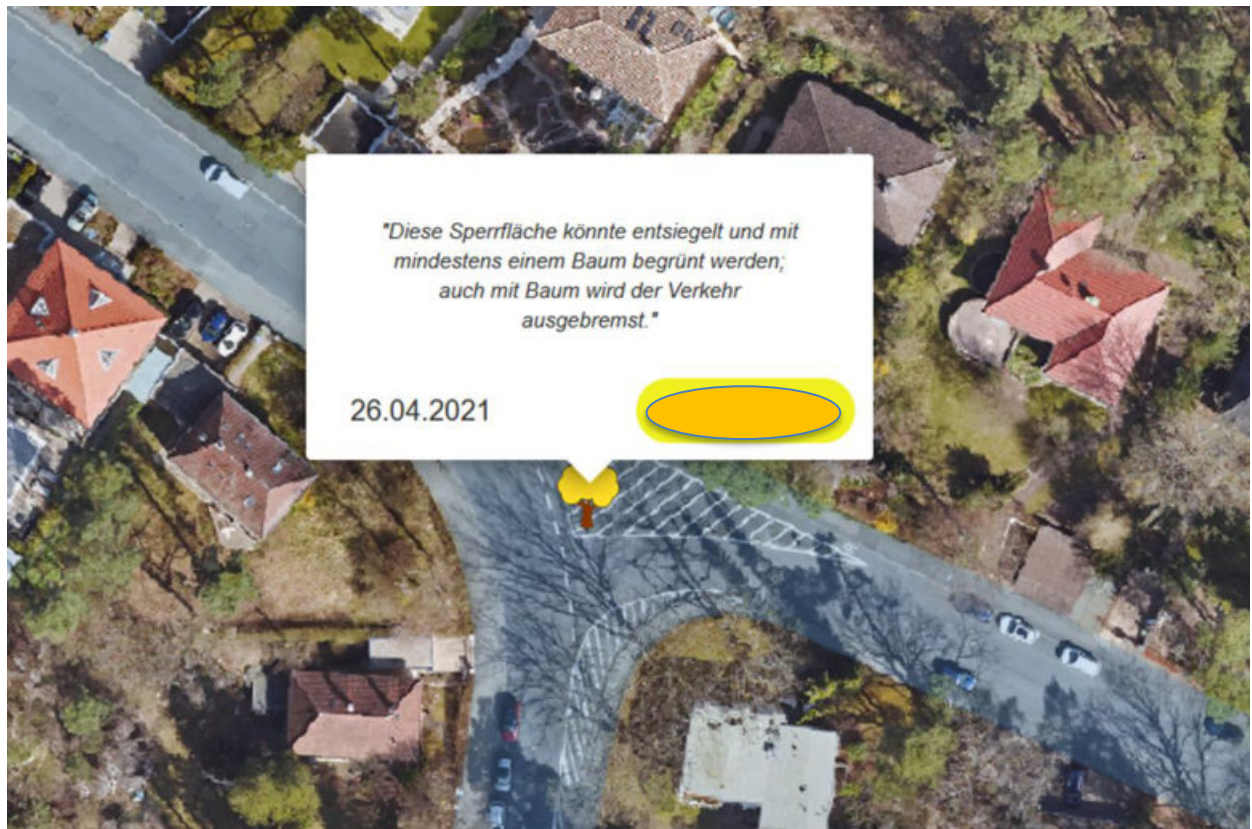 "Diese Sperrfläche könnte entsiegelt und mit
mindestens einem Baum begrünt werden;
auch mit Baum wird der Verkehr
ausgebremst."
26.04.2021